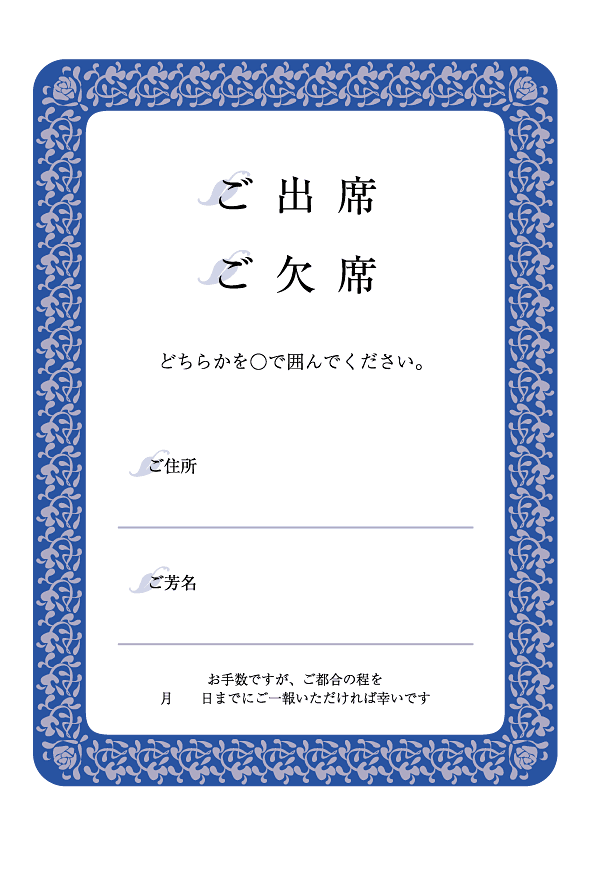 ご出席
ご欠席
どちらかを〇で囲んでください。
ご住所
ご芳名
お手数ですが、ご都合の程を
月　　日までにご一報いただければ幸いです